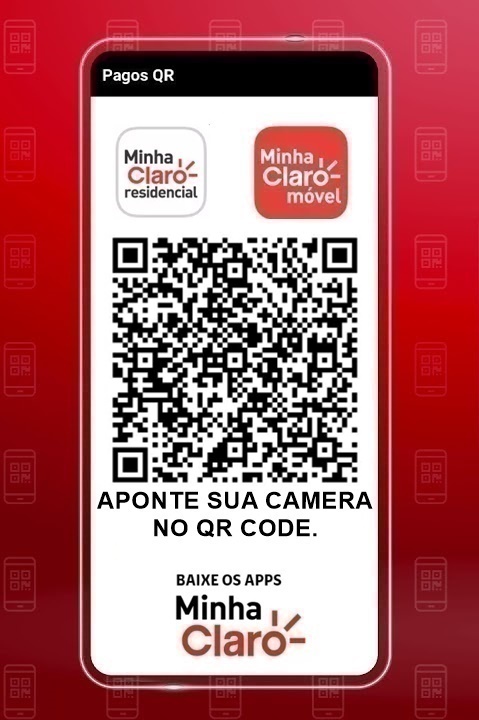 Pagos QR
Minha
Claro
residencial
Minha
Claro
móvel
APONTE SUA CAMERA
NO QR CODE.
BAIXE OS APPS
Minha
Claro